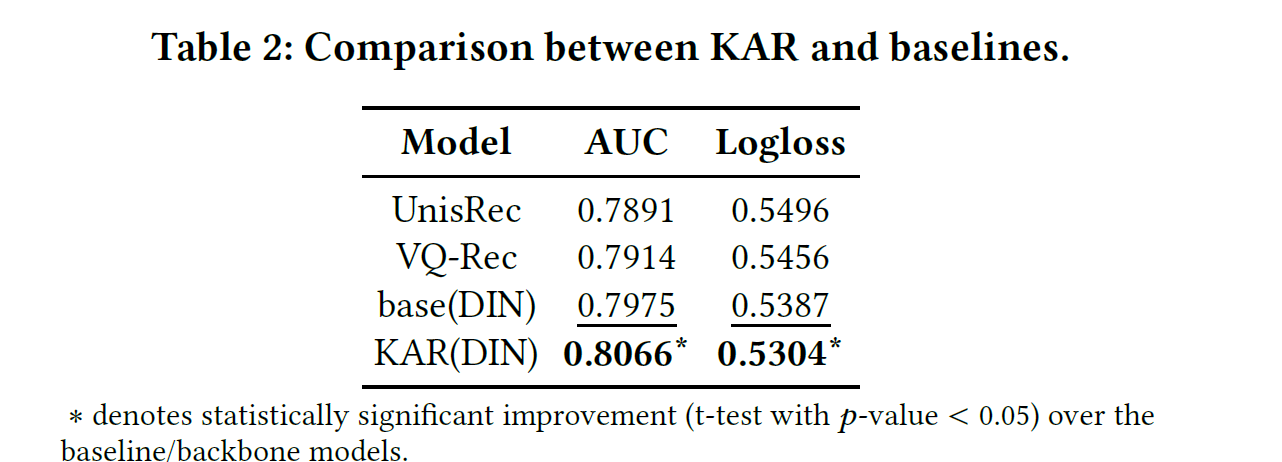 Table 2: Comparison between KAR and baselines.
Model AUC Logloss
UnisRec 0.7891 0.5496
VQ-Rec 0.7914 0.5456
base(DIN) 0.7975 0.5387
KAR(DIN) 0.8066* 0.5304*
* denotes statistically significant improvement (t-test with p-value < 0.05) over the
baseline/backbone models.